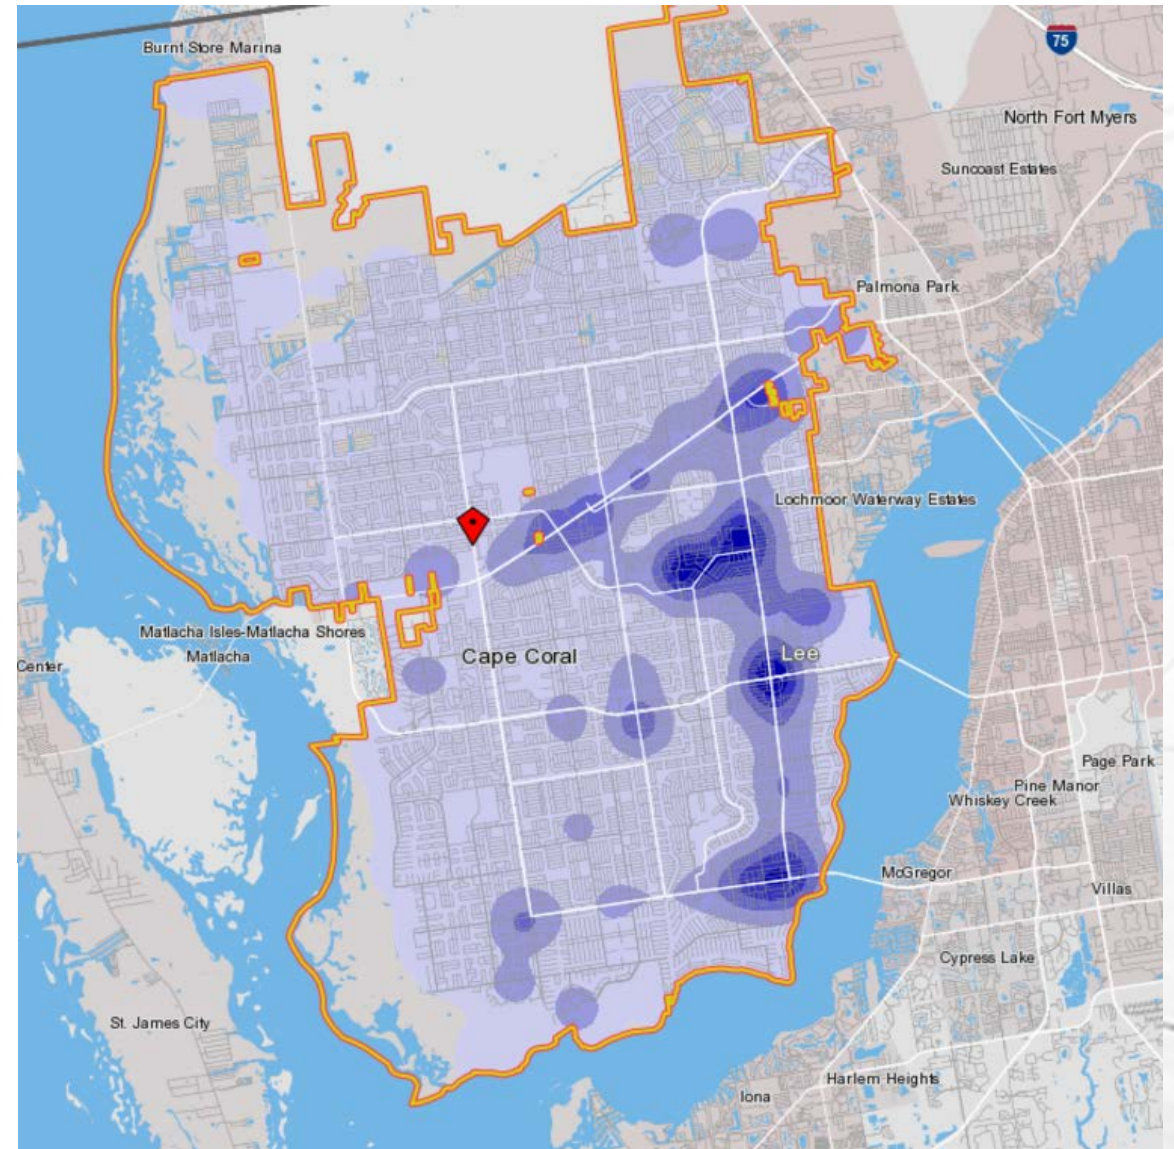 Burnt Store Marina
75
North Fort Myers
Suncoast Estates
Palmona Park
Lochmoor Waterway Estates
Matlacha Isles-Matlacha Shores
Matlacha
Center
Cape Coral
Lee
Page Park
Pine Manor
Whiskey Creek
McGregor
Villas
Cypress Lake
St. James City
Harlem Heights
Iona